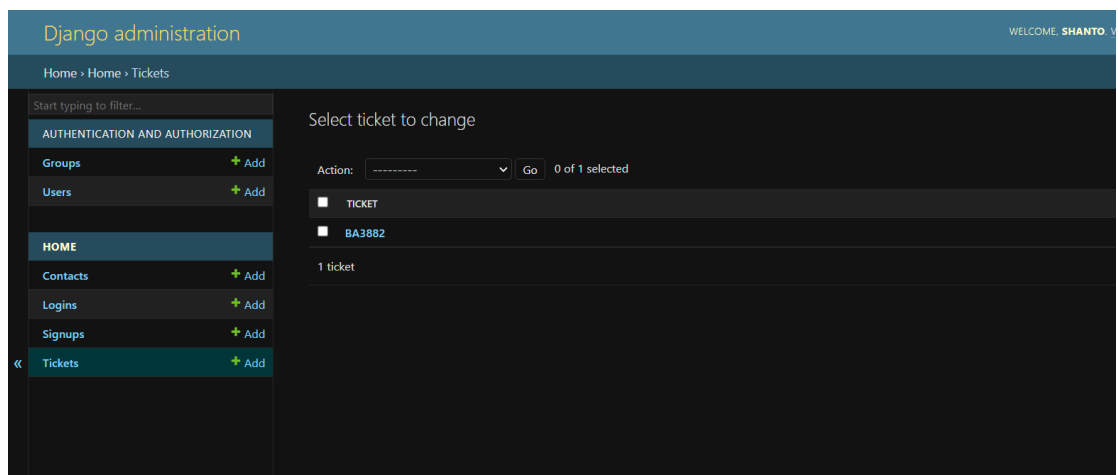 Django administration
WELCOME, SHANTO. V
Home › Home › Tickets
Start typing to filter...
AUTHENTICATION AND AUTHORIZATION
Groups + Add
Users + Add
HOME
Contacts + Add
Logins + Add
Signups + Add
Tickets + Add
«
Select ticket to change
Action: --------- Go 0 of 1 selected
TICKET
BA3882
1 ticket